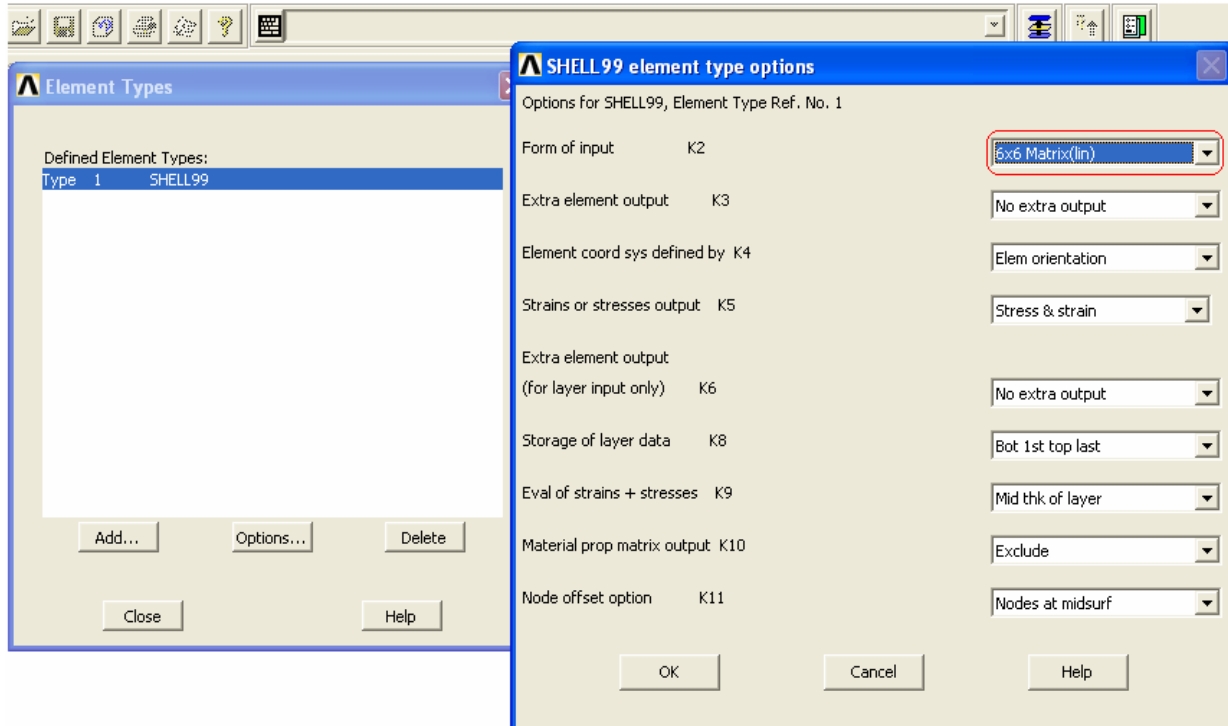 Element Types
Defined Element Types:
Type 1 SHELL99
Add...
Options...
Delete
Close
Help
SHELL99 element type options
Options for SHELL99, Element Type Ref. No. 1
Form of input K2 6x6 Matrix(lin)
Extra element output K3 No extra output
Element coord sys defined by K4 Elem orientation
Strains or stresses output K5 Stress & strain
Extra element output
(for layer input only) K6 No extra output
Storage of layer data K8 Bot 1st top last
Eval of strains + stresses K9 Mid thk of layer
Material prop matrix output K10 Exclude
Node offset option K11 Nodes at midsurf
OK
Cancel
Help